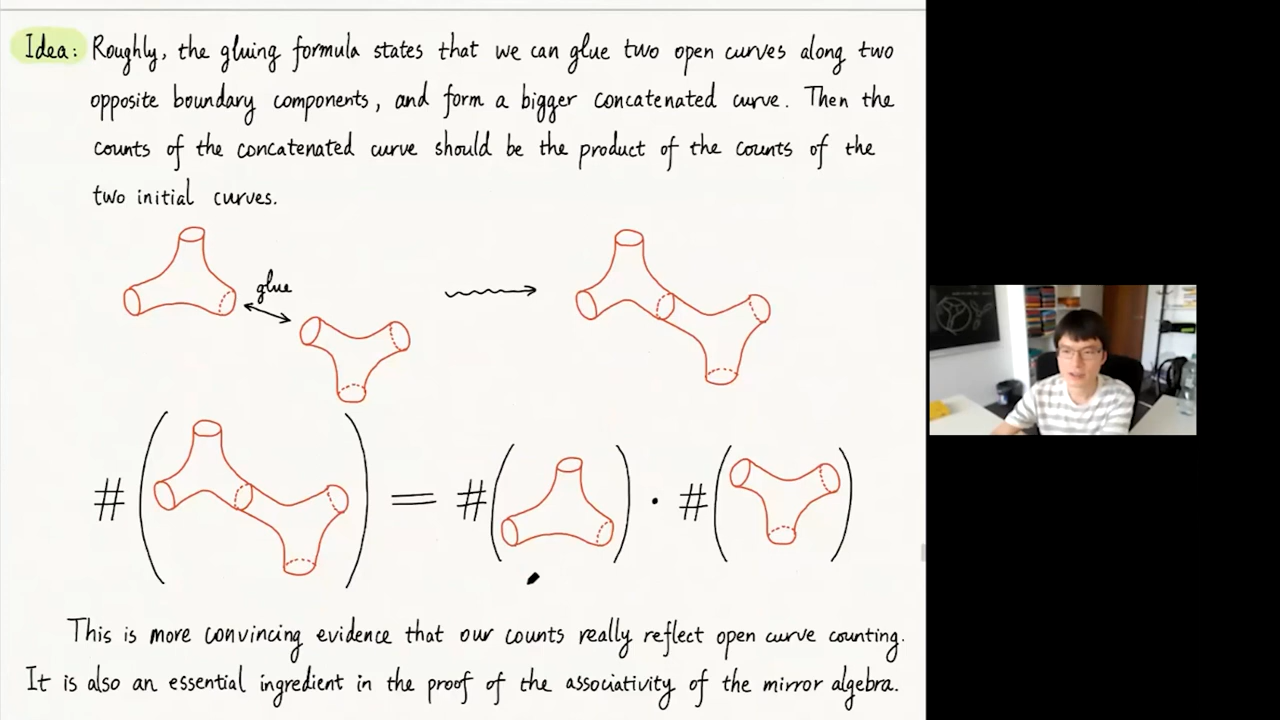 Idea: Roughly, the gluing formula states that we can glue two open curves along two
opposite boundary components, and form a bigger concatenated curve. Then the
counts of the concatenated curve should be the product of the counts of the
two initial curves.
glue
# ( ) = # ( ) · # ( )
This is more convincing evidence that our counts really reflect open curve counting.
It is also an essential ingredient in the proof of the associativity of the mirror algebra.